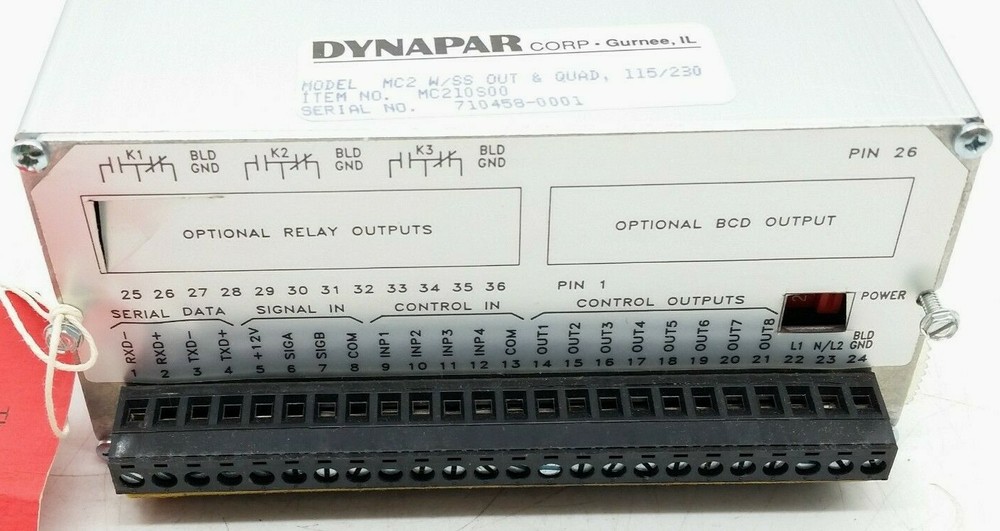 DYNAPAR CORP · Gurnee, IL
MODEL MC2 W/SS OUT & QUAD, 115/230
ITEM NO. MC210S00
SERIAL NO. 710458-0001
K1 BLD GND K2 BLD GND K3 BLD GND PIN 26
OPTIONAL RELAY OUTPUTS
OPTIONAL BCD OUTPUT
25 26 27 28 29 30 31 32 33 34 35 36 PIN 1
SERIAL DATA SIGNAL IN CONTROL IN CONTROL OUTPUTS POWER
RXD- RXD+ TXD- TXD+ +12V SIGA SIGB COM INP1 INP2 INP3 INP4 COM OUT1 OUT2 OUT3 OUT4 OUT5 OUT6 OUT7 OUT8 L1 N/L2 BLD GND
1 2 3 4 5 6 7 8 9 10 11 12 13 14 15 16 17 18 19 20 21 22 23 24